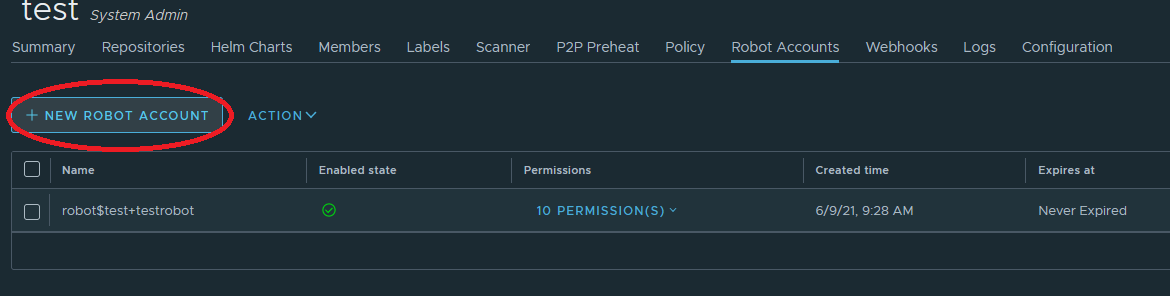 test System Admin
Summary Repositories Helm Charts Members Labels Scanner P2P Preheat Policy Robot Accounts Webhooks Logs Configuration
+ NEW ROBOT ACCOUNT ACTION
Name Enabled state Permissions Created time Expires at
robot$test+testrobot 10 PERMISSION(S) 6/9/21, 9:28 AM Never Expired